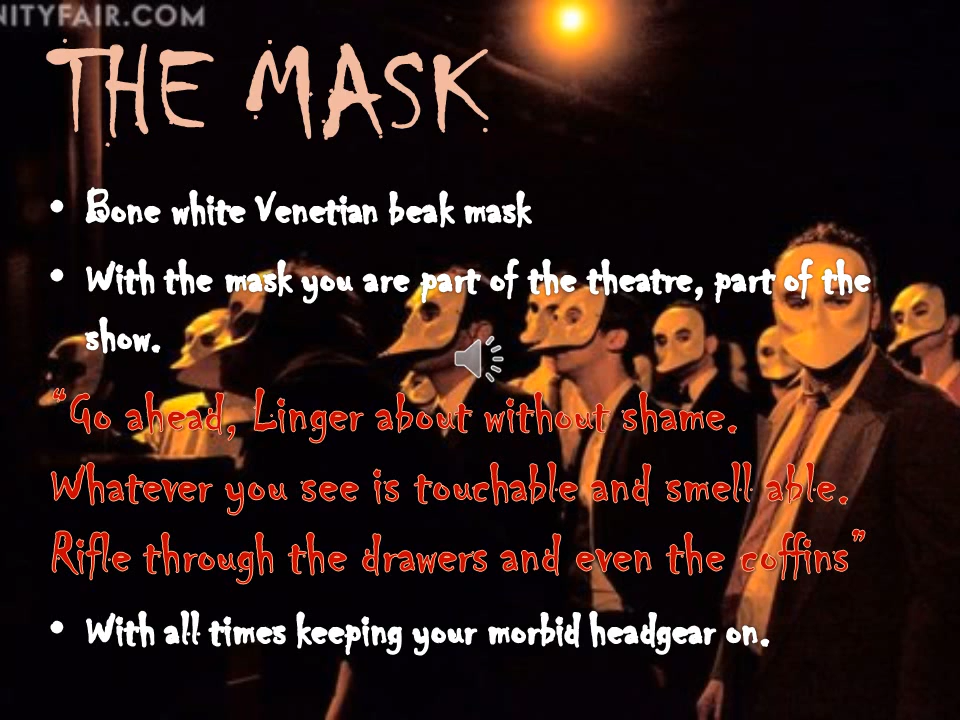 NITYFAIR.COM
THE MASK
• Bone white Venetian beak mask
• With the mask you are part of the theatre, part of the
show.
“Go ahead, Linger about without shame.
Whatever you see is touchable and smell able.
Rifle through the drawers and even the coffins”
• With all times keeping your morbid headgear on.